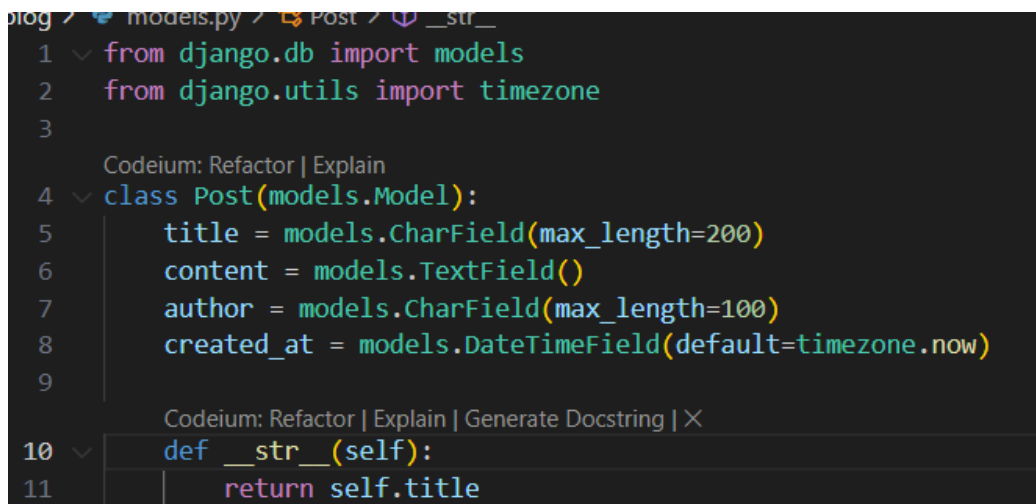 blog > models.py > Post > __str__
1 from django.db import models
2 from django.utils import timezone
3
Codeium: Refactor | Explain
4 class Post(models.Model):
5     title = models.CharField(max_length=200)
6     content = models.TextField()
7     author = models.CharField(max_length=100)
8     created_at = models.DateTimeField(default=timezone.now)
9
Codeium: Refactor | Explain | Generate Docstring | X
10     def __str__(self):
11         return self.title